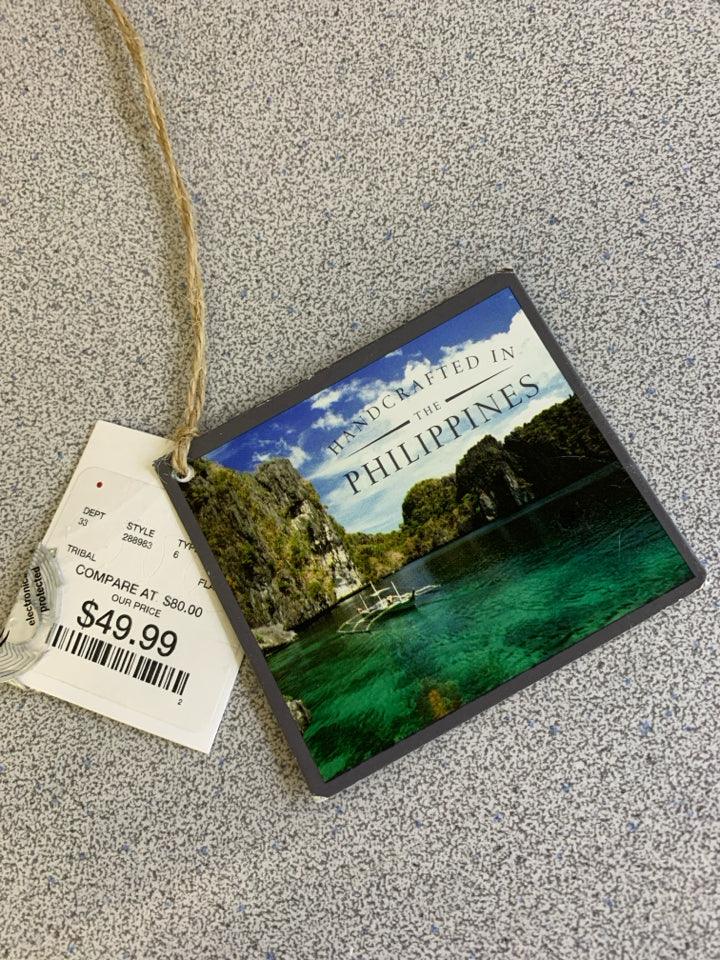 HANDCRAFTED IN
THE
PHILIPPINES
DEPT STYLE
33 288983 6
TRIBAL
COMPARE AT $80.00
OUR PRICE
$49.99
2
protected